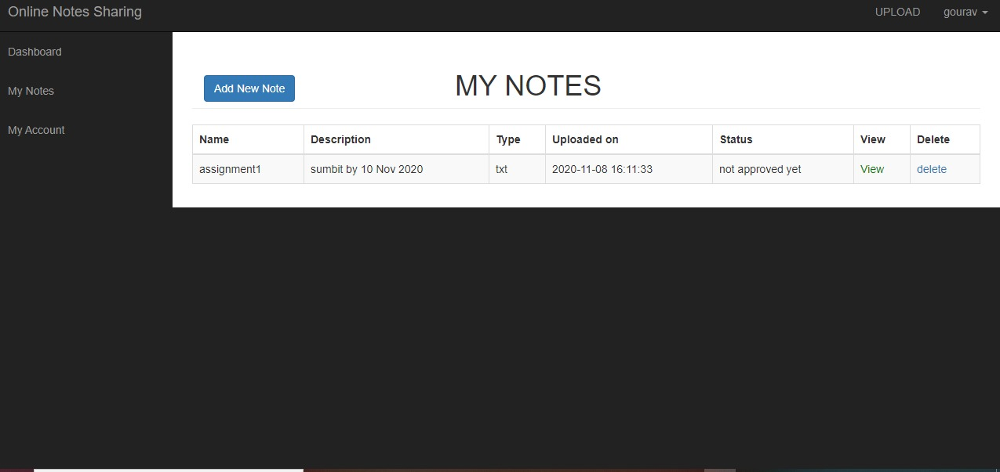 Online Notes Sharing UPLOAD gourav
Dashboard
My Notes
My Account
Add New Note MY NOTES
Name Description Type Uploaded on Status View Delete
assignment1 sumbit by 10 Nov 2020 txt 2020-11-08 16:11:33 not approved yet View delete